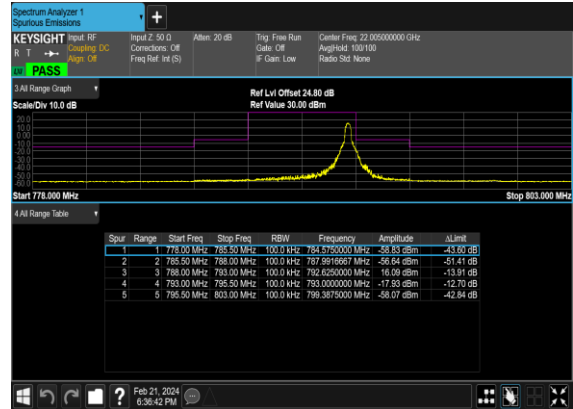 Spectrum Analyzer 1
Spurious Emissions
KEYSIGHT Input: RF Input Z: 50 Ω Atten: 20 dB Trig: Free Run Center Freq: 22.005000000 GHz
R T Coupling: DC Corrections: Off Gate: Off Avg|Hold: 100/100
Align: Off Freq Ref: Int (S) IF Gain: Low Radio Std: None
PASS
3 All Range Graph
Ref Lvl Offset 24.80 dB
Scale/Div 10.0 dB Ref Value 30.00 dBm
20.0
10.0
0.00
-10.0
-20.0
-30.0
-40.0
-50.0
-60.0
Start 778.000 MHz Stop 803.000 MHz
4 All Range Table
Spur Range Start Freq Stop Freq RBW Frequency Amplitude ΔLimit
1 1 778.00 MHz 785.50 MHz 100.0 kHz 784.5750000 MHz -58.83 dBm -43.60 dB
2 2 785.50 MHz 788.00 MHz 100.0 kHz 787.9916667 MHz -56.64 dBm -51.41 dB
3 3 788.00 MHz 793.00 MHz 100.0 kHz 792.6250000 MHz 16.09 dBm -13.91 dB
4 4 793.00 MHz 795.50 MHz 100.0 kHz 793.0000000 MHz -17.93 dBm -12.70 dB
5 5 795.50 MHz 803.00 MHz 100.0 kHz 799.3875000 MHz -58.07 dBm -42.84 dB
? Feb 21, 2024
6:36:42 PM